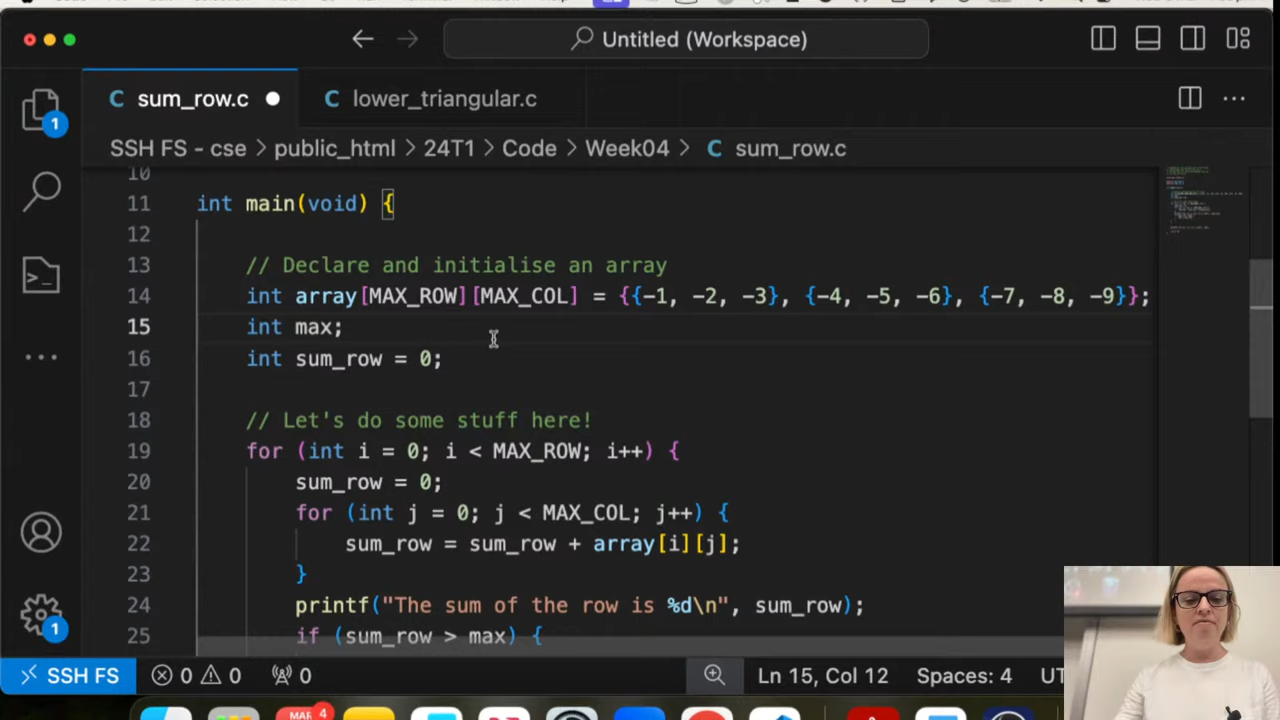 Untitled (Workspace)
C sum_row.c
C lower_triangular.c
SSH FS - cse > public_html > 24T1 > Code > Week04 > C sum_row.c
1
10
11 int main(void) {
12
13 // Declare and initialise an array
14 int array[MAX_ROW][MAX_COL] = {{-1, -2, -3}, {-4, -5, -6}, {-7, -8, -9}};
15 int max;
16 int sum_row = 0;
17
18 // Let's do some stuff here!
19 for (int i = 0; i < MAX_ROW; i++) {
20 sum_row = 0;
21 for (int j = 0; j < MAX_COL; j++) {
22 sum_row = sum_row + array[i][j];
23 }
24 printf("The sum of the row is %d\n", sum_row);
25 if (sum_row > max) {
1
SSH FS 0 0 0 Ln 15, Col 12 Spaces: 4
MAR 4